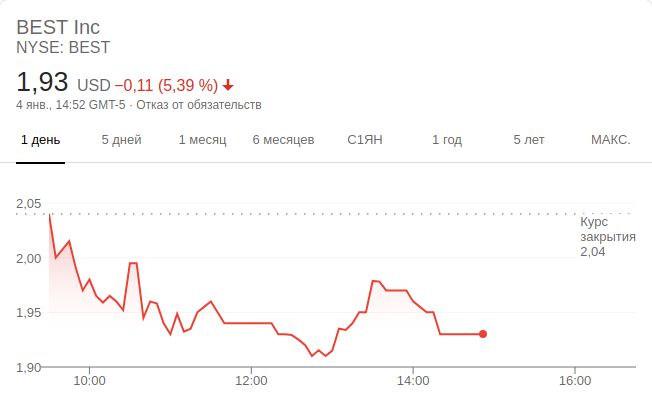 BEST Inc
NYSE: BEST
1,93 USD −0,11 (5,39 %)
4 янв., 14:52 GMT-5 · Отказ от обязательств
1 день 5 дней 1 месяц 6 месяцев С1ЯН 1 год 5 лет МАКС.
2,05
Курс
закрытия
2,04
2,00
1,95
1,90
10:00 12:00 14:00 16:00